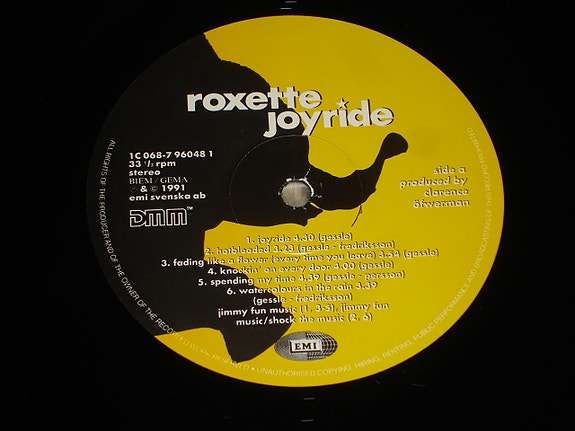 roxette
joyride
1C 068-7 96048 1
33 1/3 rpm
stereo
BIEM / GEMA
℗ & © 1991
emi svenska ab
DMM™
side a
produced by
clarence
öfwerman
1. joyride 4.30 (gessle)
2. hotblooded 3.23 (gessle - fredriksson)
3. fading like a flower (every time you leave) 3.54 (gessle)
4. knockin' on every door 4.00 (gessle)
5. spending my time 4.39 (gessle - persson)
6. watercolours in the rain 3.39
(gessle - fredriksson)
jimmy fun music (1, 3-5), jimmy fun
music/shock the music (2, 6)
EMI
ALL RIGHTS OF THE PRODUCER AND OF THE OWNER OF THE RECORDED WORK RESERVED • UNAUTHORISED COPYING, HIRING, RENTING, PUBLIC PERFORMANCE AND BROADCASTING OF THIS RECORD PROHIBITED